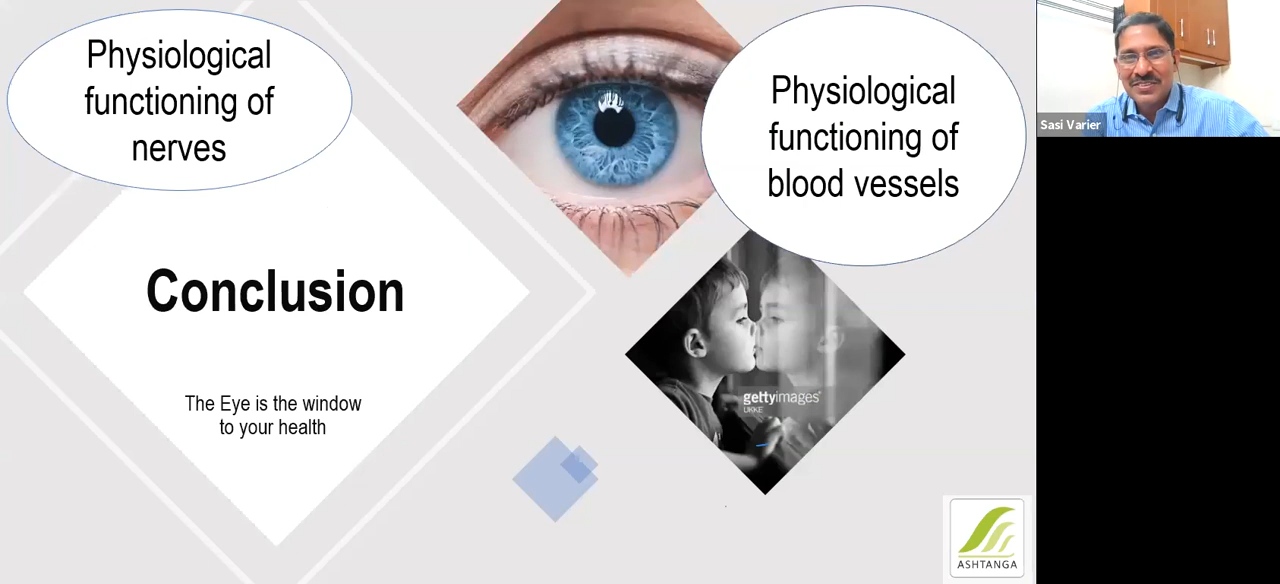 Physiological
functioning of
nerves
Physiological
functioning of
blood vessels
Sasi Varier
Conclusion
The Eye is the window
to your health
gettyimages®
UKKE
ASHTANGA